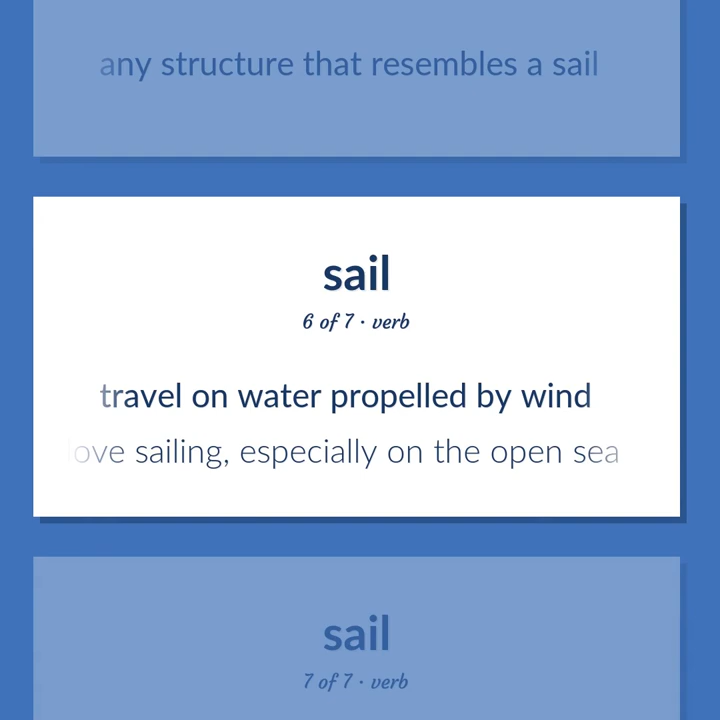 any structure that resembles a sail
sail
6 of 7 · verb
travel on water propelled by wind
love sailing, especially on the open sea
sail
7 of 7 · verb